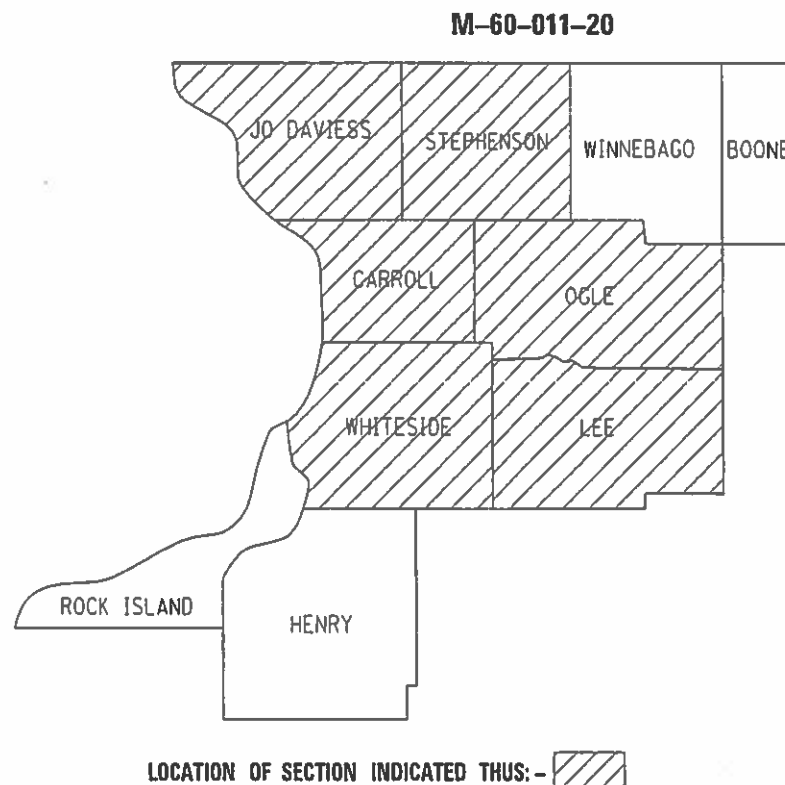 M-60-011-20
JO DAVIESS
STEPHENSON
WINNEBAGO
BOONE
CARROLL
OGLE
WHITESIDE
LEE
ROCK ISLAND
HENRY
LOCATION OF SECTION INDICATED THUS: -